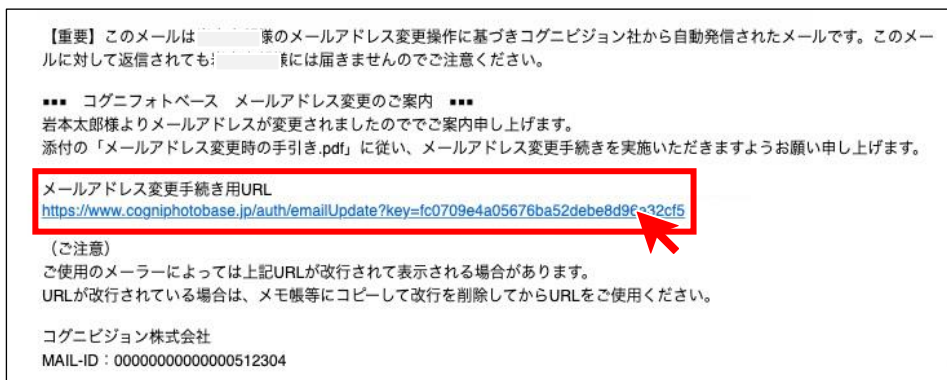 【重要】このメールは 様のメールアドレス変更操作に基づきコグニビジョン社から自動発信されたメールです。このメー
ルに対して返信されても 様には届きませんのでご注意ください。
■■■ コグニフォトベース メールアドレス変更のご案内 ■■■
岩本太郎様よりメールアドレスが変更されましたのででご案内申し上げます。
添付の「メールアドレス変更時の手引き.pdf」に従い、メールアドレス変更手続きを実施いただきますようお願い申し上げます。
メールアドレス変更手続き用URL
https://www.cogniphotobase.jp/auth/emailUpdate?key=fc0709e4a05676ba52debe8d96a32cf5
（ご注意）
ご使用のメーラーによっては上記URLが改行されて表示される場合があります。
URLが改行されている場合は、メモ帳等にコピーして改行を削除してからURLをご使用ください。
コグニビジョン株式会社
MAIL-ID：00000000000000512304